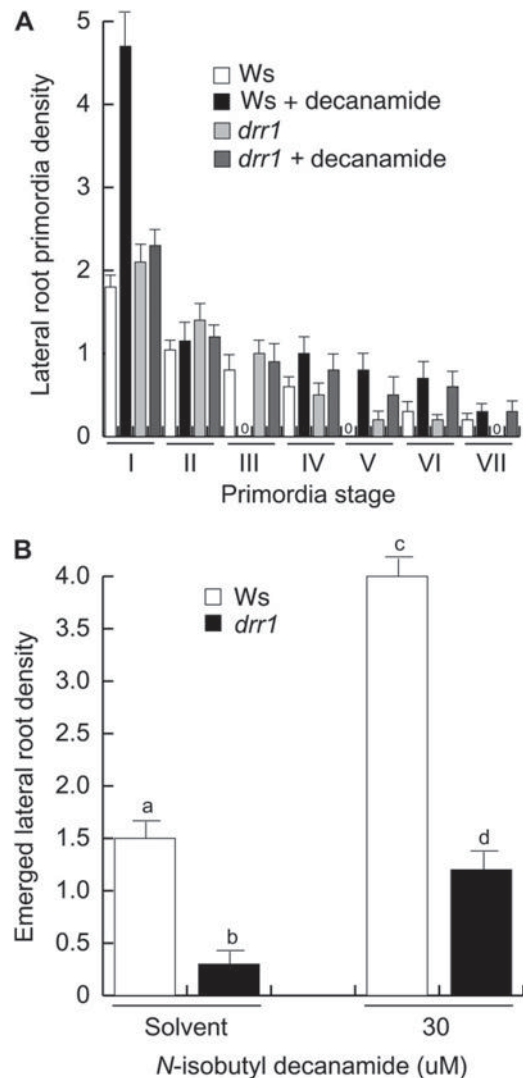 A
5
4
3
2
1
0
Lateral root primordia density
Ws
Ws + decanamide
drr1
drr1 + decanamide
0 0 0
I II III IV V VI VII
Primordia stage
B
4.0
3.5
3.0
2.5
2.0
1.5
1.0
0.5
0
Emerged lateral root density
Ws
drr1
a
b
c
d
Solvent 30
N-isobutyl decanamide (uM)